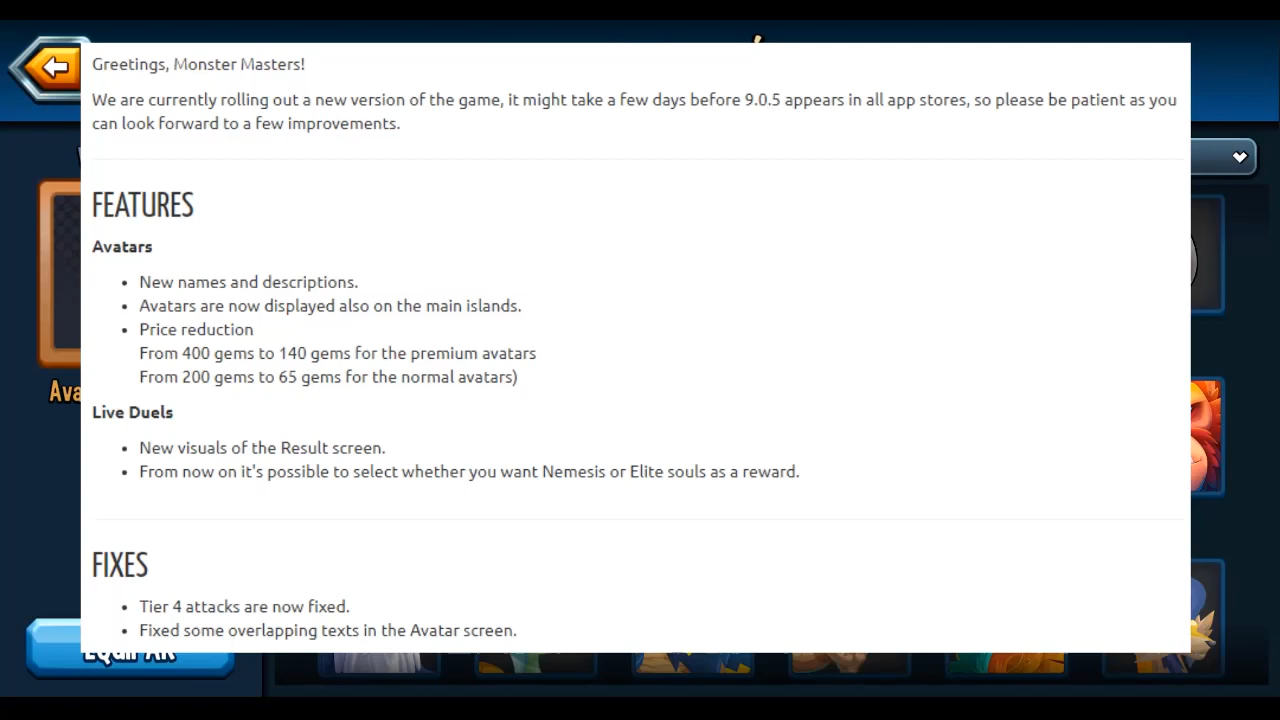 Greetings, Monster Masters!
We are currently rolling out a new version of the game, it might take a few days before 9.0.5 appears in all app stores, so please be patient as you
can look forward to a few improvements.
FEATURES
Avatars
• New names and descriptions.
• Avatars are now displayed also on the main islands.
• Price reduction
From 400 gems to 140 gems for the premium avatars
From 200 gems to 65 gems for the normal avatars)
Live Duels
• New visuals of the Result screen.
• From now on it's possible to select whether you want Nemesis or Elite souls as a reward.
FIXES
• Tier 4 attacks are now fixed.
• Fixed some overlapping texts in the Avatar screen.